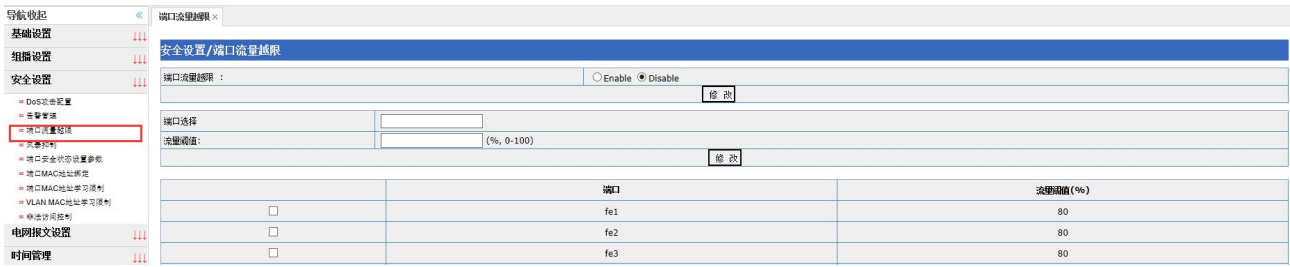 导航收起 «
基础设置 ↓↓↓
组播设置 ↓↓↓
安全设置 ↓↓↓
DoS攻击配置
告警管理
端口流量越限
风暴抑制
端口安全状态设置参数
端口MAC地址绑定
端口MAC地址学习限制
VLAN MAC地址学习限制
非法访问控制
电网报文设置 ↓↓↓
时间管理 ↓↓↓
端口流量越限 ×
安全设置/端口流量越限
端口流量越限 : Enable Disable
修 改
端口选择
流量阈值: (%, 0-100)
修 改
端口 流量阈值(%)
fe1 80
fe2 80
fe3 80